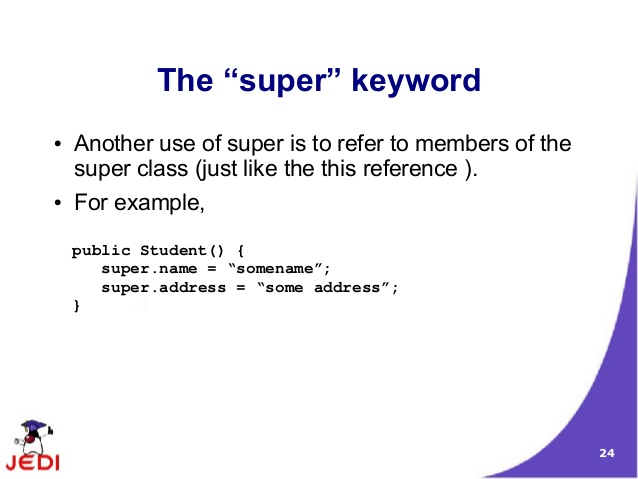 The “super” keyword
• Another use of super is to refer to members of the
super class (just like the this reference ).
• For example,
public Student() {
super.name = “somename”;
super.address = “some address”;
}
JEDI
24